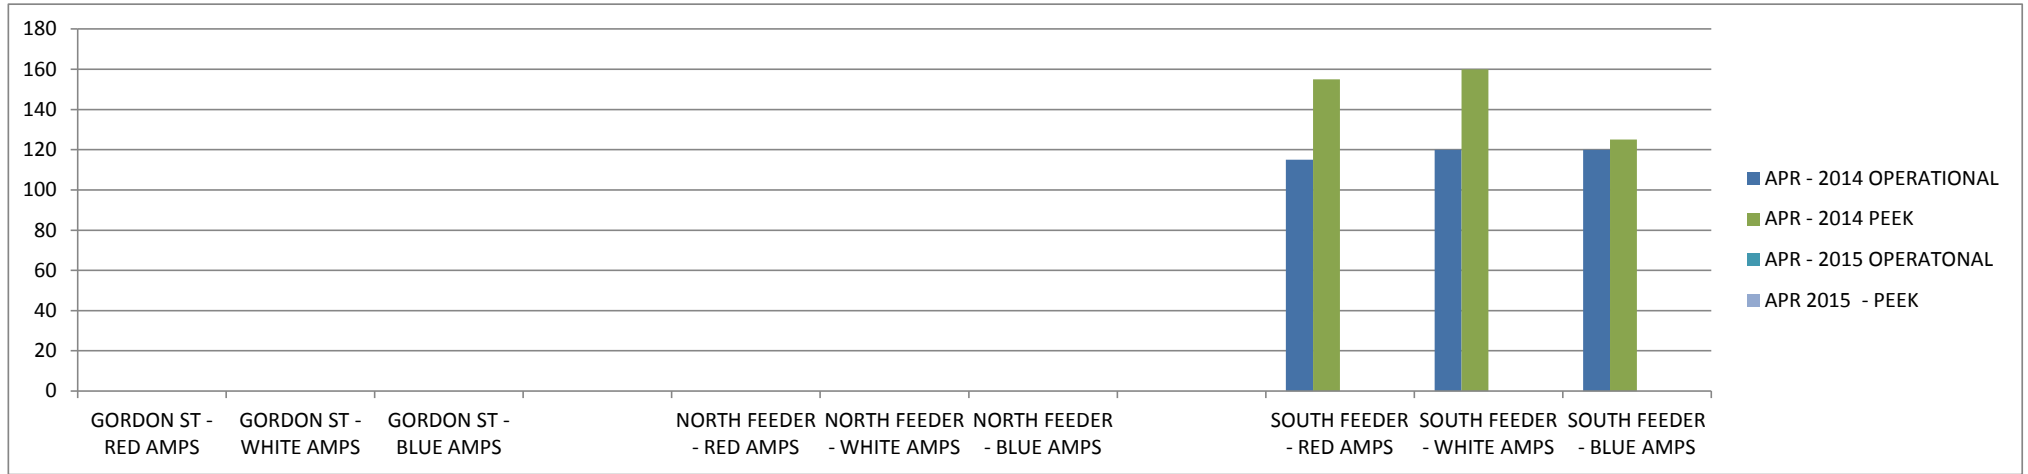 180
160
140
120
100
80
60
40
20
0
GORDON ST -
RED AMPS
GORDON ST -
WHITE AMPS
GORDON ST -
BLUE AMPS
NORTH FEEDER
- RED AMPS
NORTH FEEDER
- WHITE AMPS
NORTH FEEDER
- BLUE AMPS
SOUTH FEEDER
- RED AMPS
SOUTH FEEDER
- WHITE AMPS
SOUTH FEEDER
- BLUE AMPS
APR - 2014 OPERATIONAL
APR - 2014 PEEK
APR - 2015 OPERATONAL
APR 2015  - PEEK